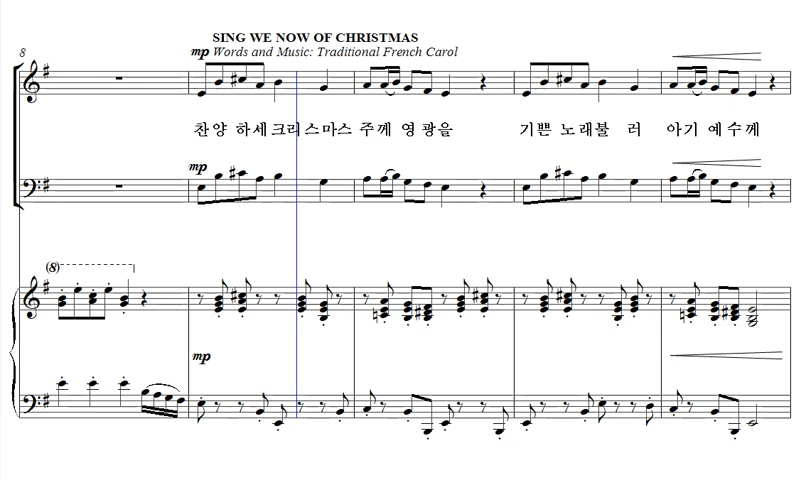 8
SING WE NOW OF CHRISTMAS
mp Words and Music: Traditional French Carol
찬양 하세크리스마스 주께 영 광을 기쁜 노래불 러 아기 예수께
mp
(8)
mp